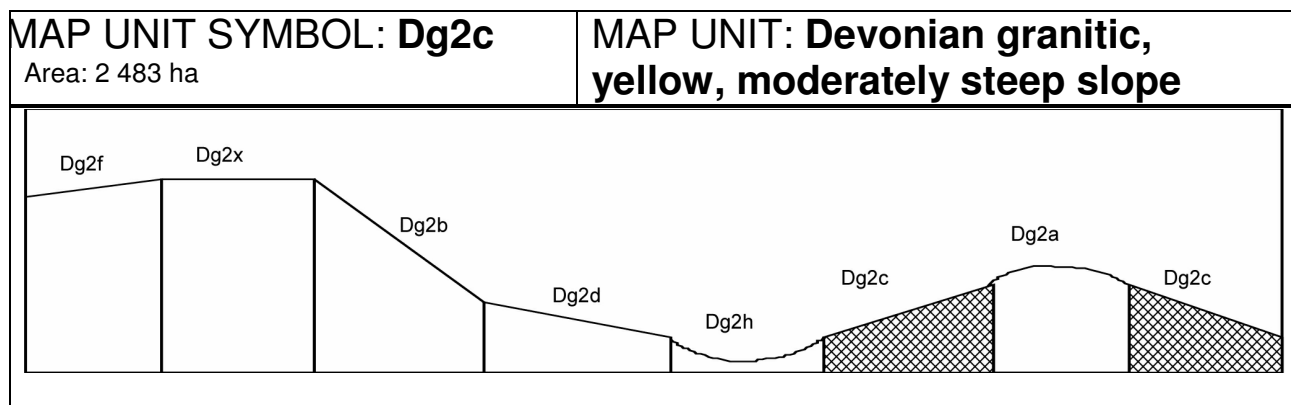 MAP UNIT SYMBOL: Dg2c
Area: 2 483 ha
MAP UNIT: Devonian granitic,
yellow, moderately steep slope
Dg2f
Dg2x
Dg2b
Dg2d
Dg2h
Dg2c
Dg2a
Dg2c